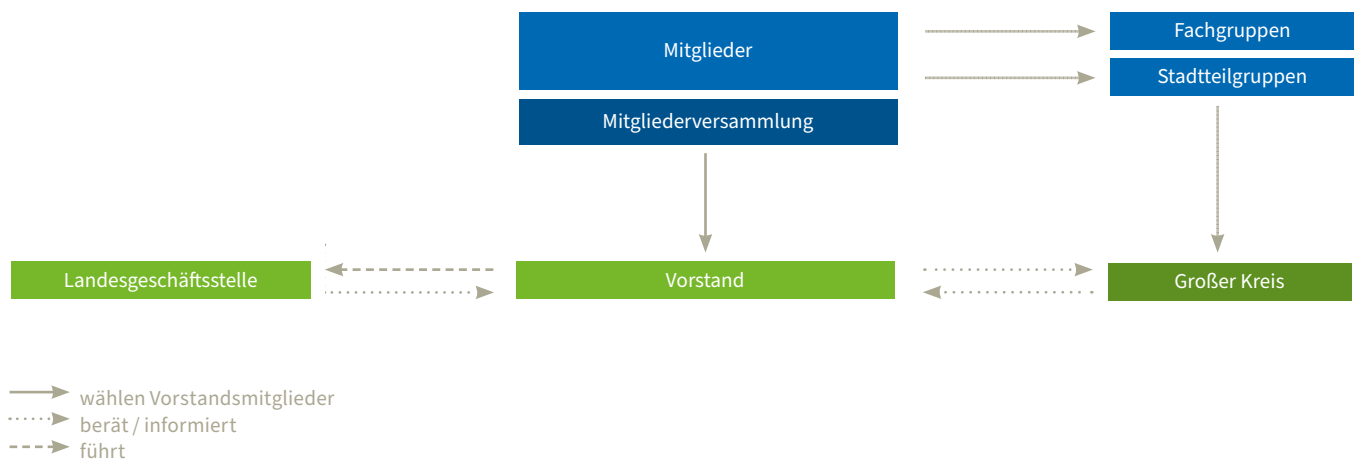 Mitglieder
Fachgruppen
Stadtteilgruppen
Mitgliederversammlung
Landesgeschäftsstelle
Vorstand
Großer Kreis
wählen Vorstandsmitglieder
berät / informiert
führt